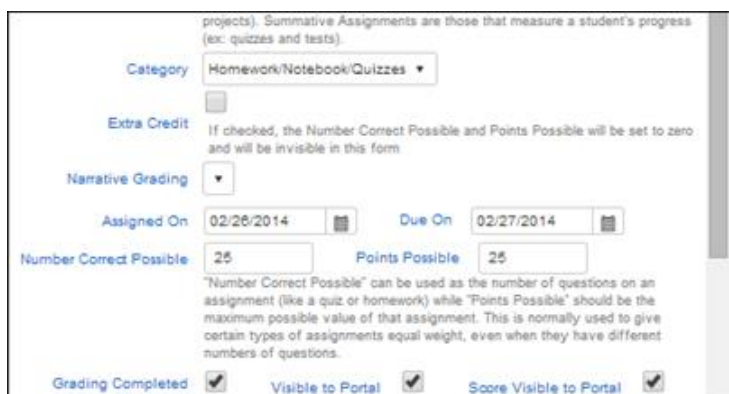 projects). Summative Assignments are those that measure a student's progress
(ex: quizzes and tests).
Category Homework/Notebook/Quizzes
Extra Credit
If checked, the Number Correct Possible and Points Possible will be set to zero
and will be invisible in this form
Narrative Grading
Assigned On 02/26/2014 Due On 02/27/2014
Number Correct Possible 25 Points Possible 25
"Number Correct Possible" can be used as the number of questions on an
assignment (like a quiz or homework) while "Points Possible" should be the
maximum possible value of that assignment. This is normally used to give
certain types of assignments equal weight, even when they have different
numbers of questions.
Grading Completed Visible to Portal Score Visible to Portal